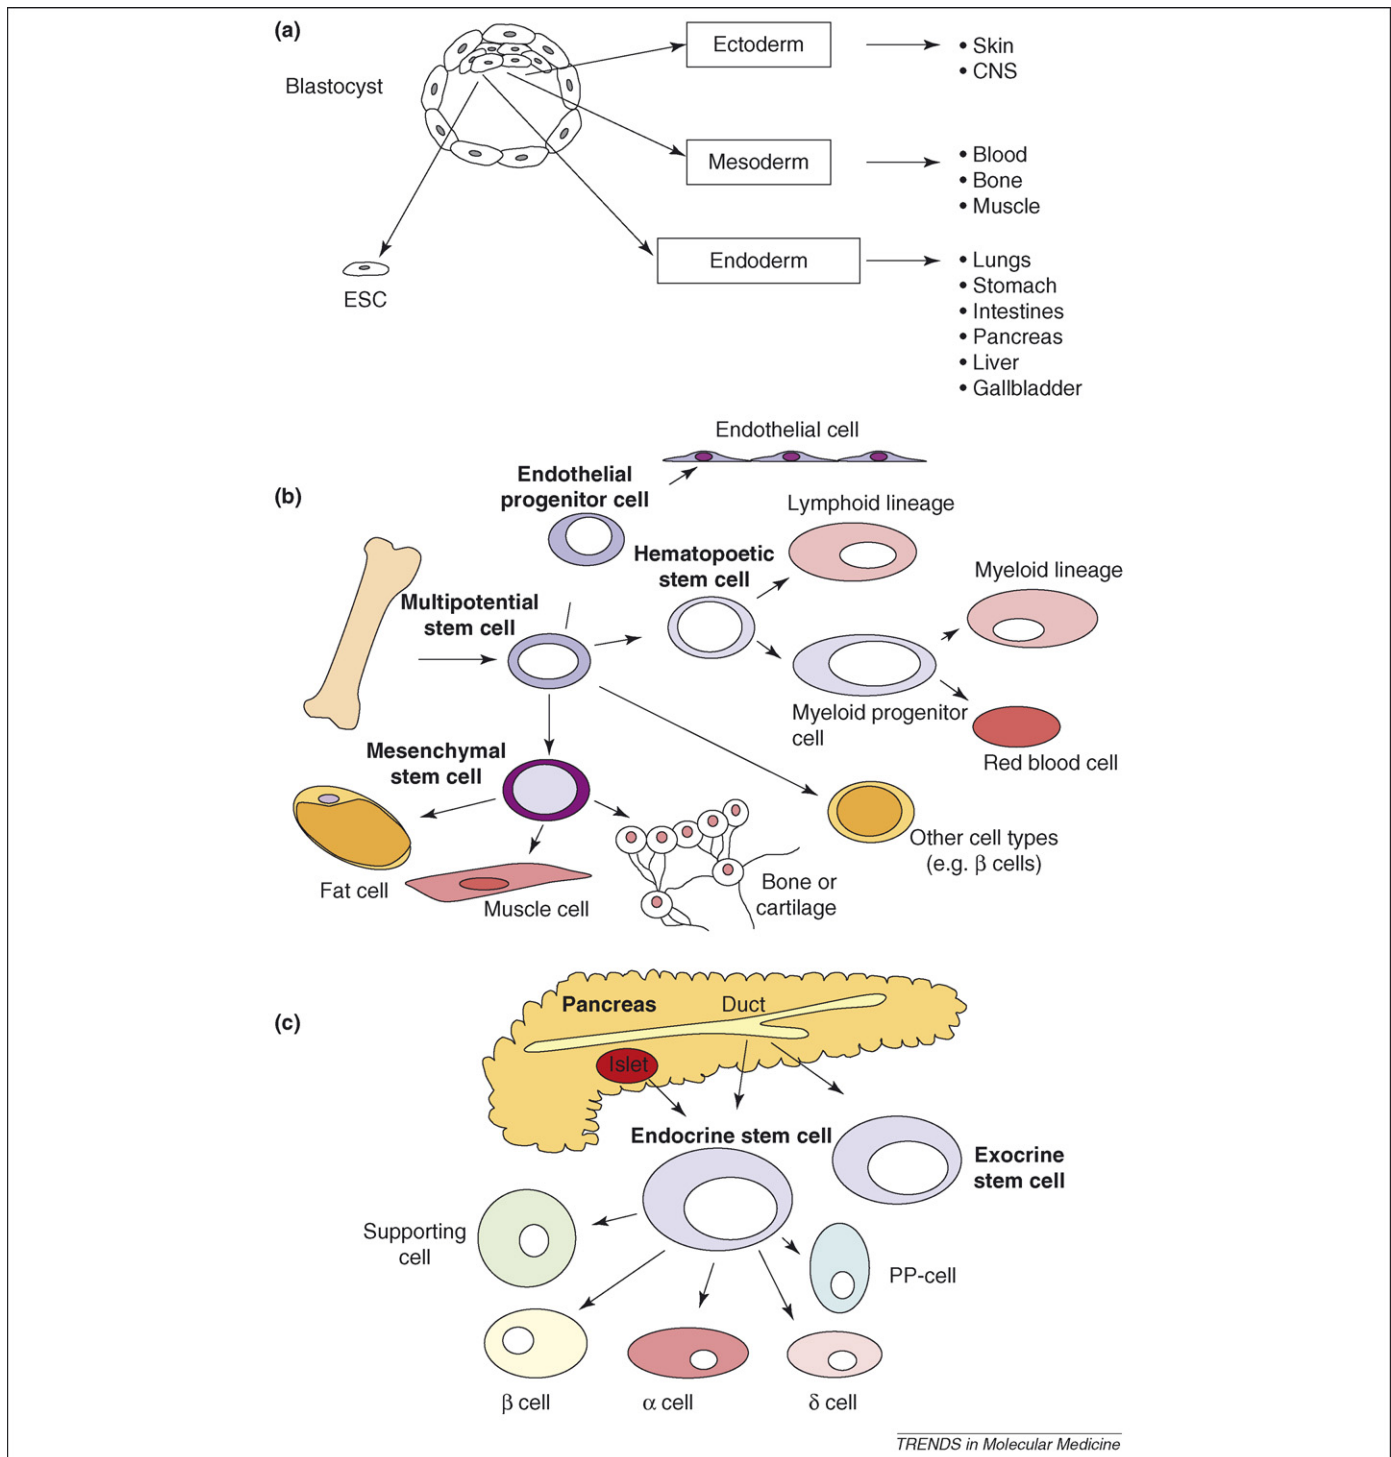 (a)
Blastocyst
ESC
Ectoderm
• Skin
• CNS
Mesoderm
• Blood
• Bone
• Muscle
Endoderm
• Lungs
• Stomach
• Intestines
• Pancreas
• Liver
• Gallbladder
(b)
Endothelial cell
Endothelial
progenitor cell
Lymphoid lineage
Hematopoetic
stem cell
Myeloid lineage
Multipotential
stem cell
Myeloid progenitor
cell
Red blood cell
Mesenchymal
stem cell
Other cell types
(e.g. β cells)
Fat cell
Muscle cell
Bone or
cartilage
(c)
Pancreas
Duct
Islet
Endocrine stem cell
Exocrine
stem cell
Supporting
cell
PP-cell
β cell
α cell
δ cell
TRENDS in Molecular Medicine